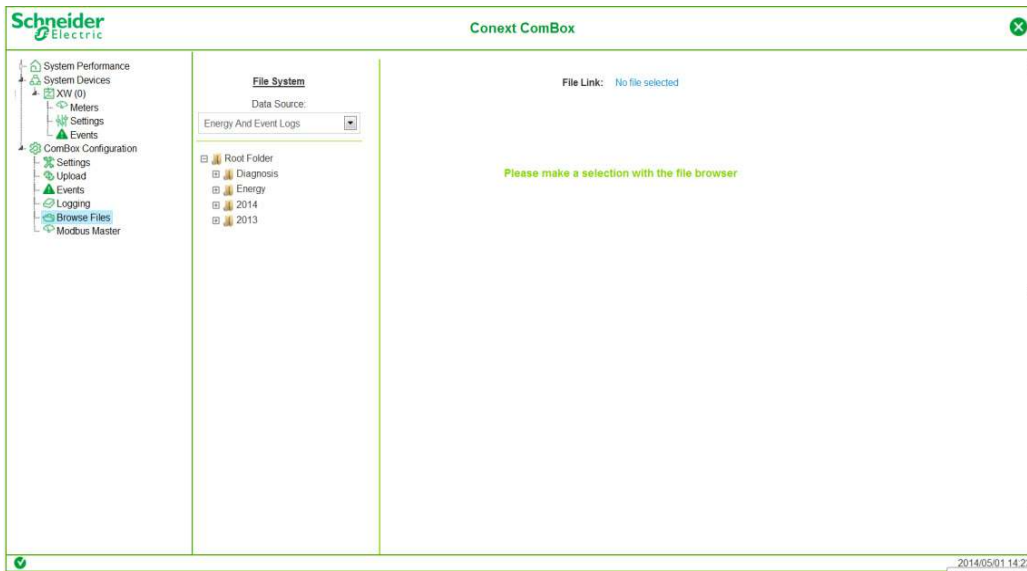 Schneider
Electric
Conext ComBox
System Performance
System Devices
XW (0)
Meters
Settings
Events
ComBox Configuration
Settings
Upload
Events
Logging
Browse Files
Modbus Master
File System
Data Source:
Energy And Event Logs
Root Folder
Diagnosis
Energy
2014
2013
File Link: No file selected
Please make a selection with the file browser
2014/05/01 14:2